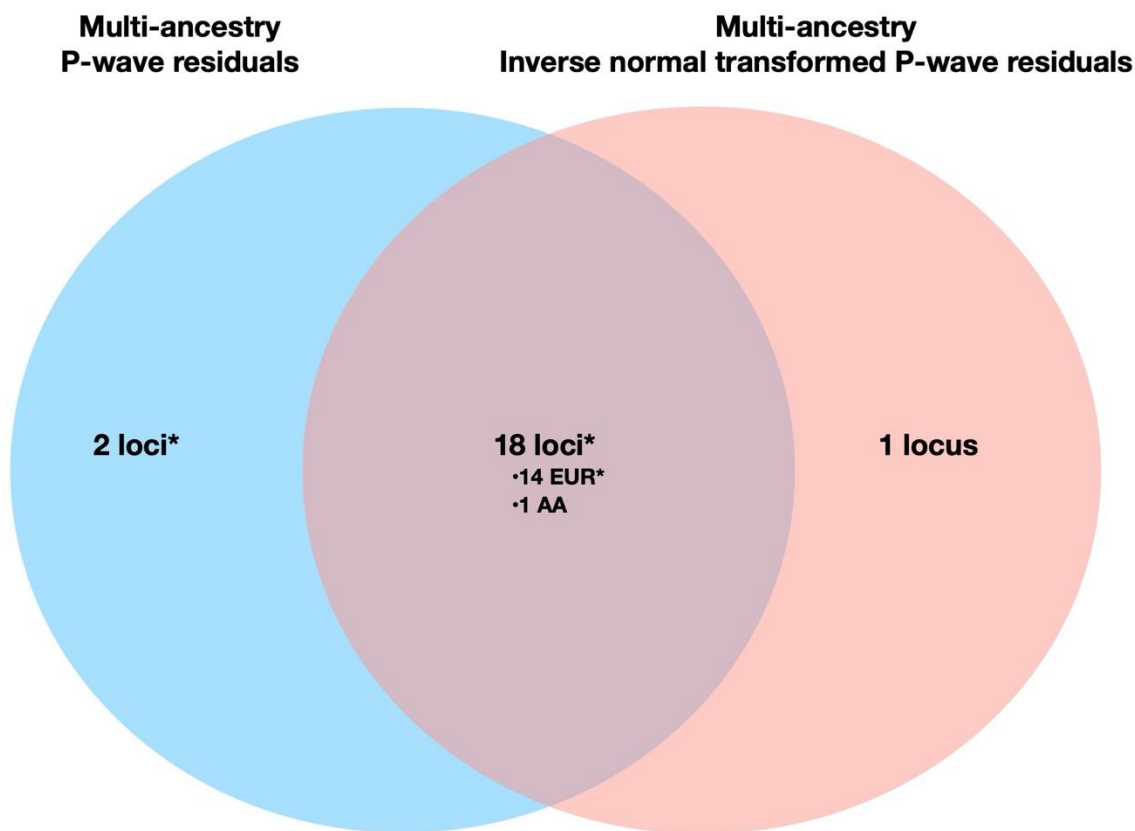 Multi-ancestry
P-wave residuals
Multi-ancestry
Inverse normal transformed P-wave residuals
2 loci*
18 loci*
•14 EUR*
•1 AA
1 locus